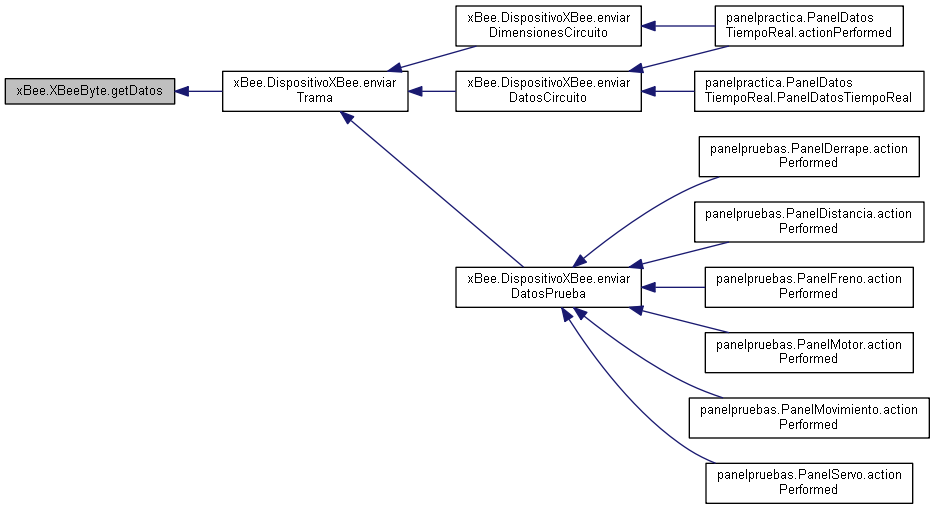 xBee.DispositivoXBee.enviar
DimensionesCircuito
panelpractica.PanelDatos
TiempoReal.actionPerformed
xBee.XBeeByte.getDatos
xBee.DispositivoXBee.enviar
Trama
xBee.DispositivoXBee.enviar
DatosCircuito
panelpractica.PanelDatos
TiempoReal.PanelDatosTiempoReal
panelpruebas.PanelDerrape.action
Performed
panelpruebas.PanelDistancia.action
Performed
xBee.DispositivoXBee.enviar
DatosPrueba
panelpruebas.PanelFreno.action
Performed
panelpruebas.PanelMotor.action
Performed
panelpruebas.PanelMovimiento.action
Performed
panelpruebas.PanelServo.action
Performed